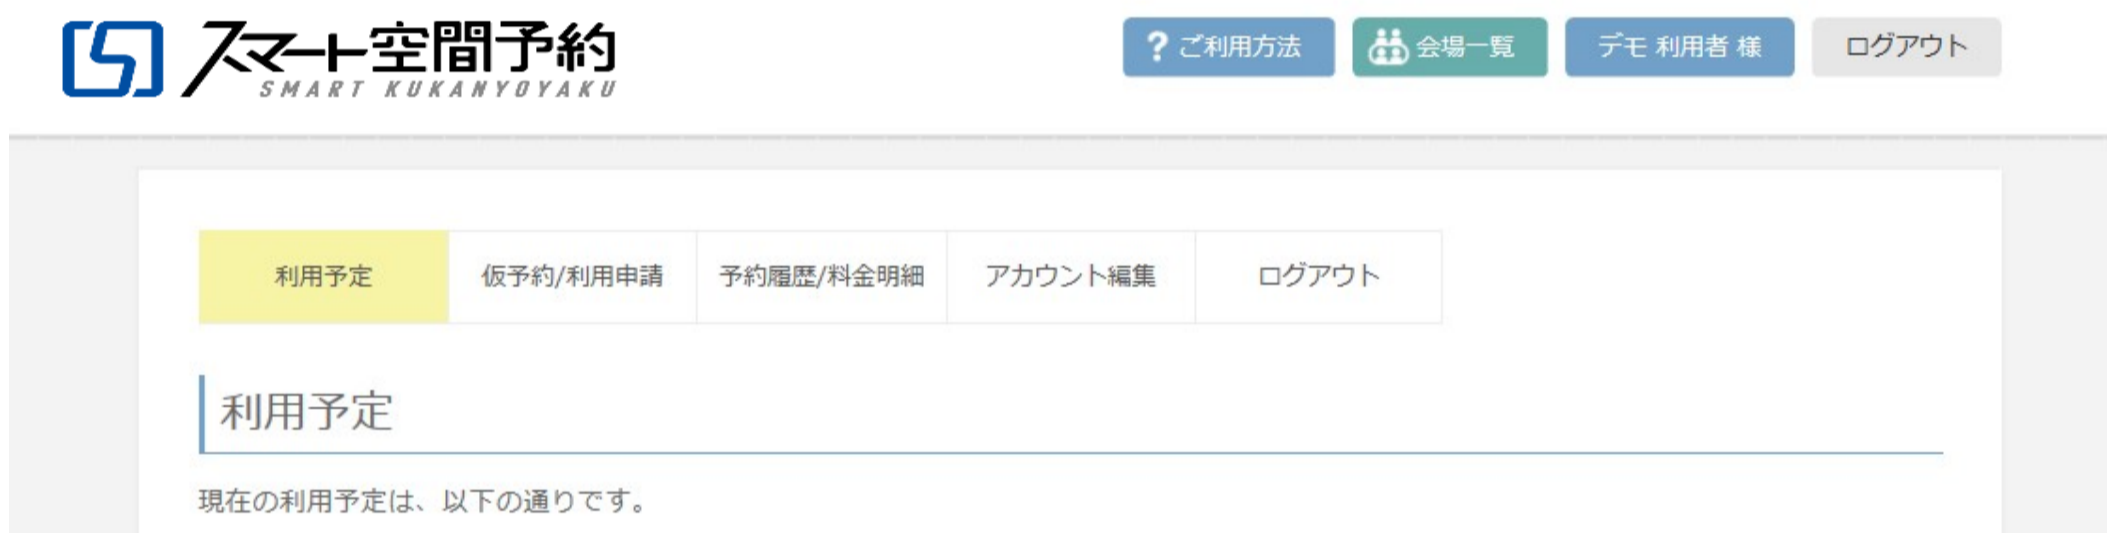 スマート空間予約
SMART KUKANYOYAKU
? ご利用方法
会場一覧
デモ 利用者 様
ログアウト
利用予定
仮予約/利用申請
予約履歴/料金明細
アカウント編集
ログアウト
利用予定
現在の利用予定は、以下の通りです。